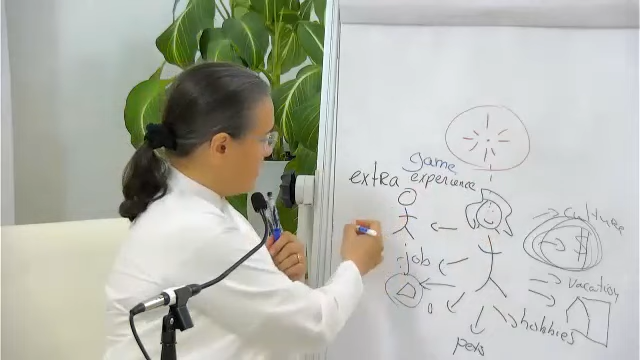 game
extra experience
culture
$
job
vacation
hobbies
pets